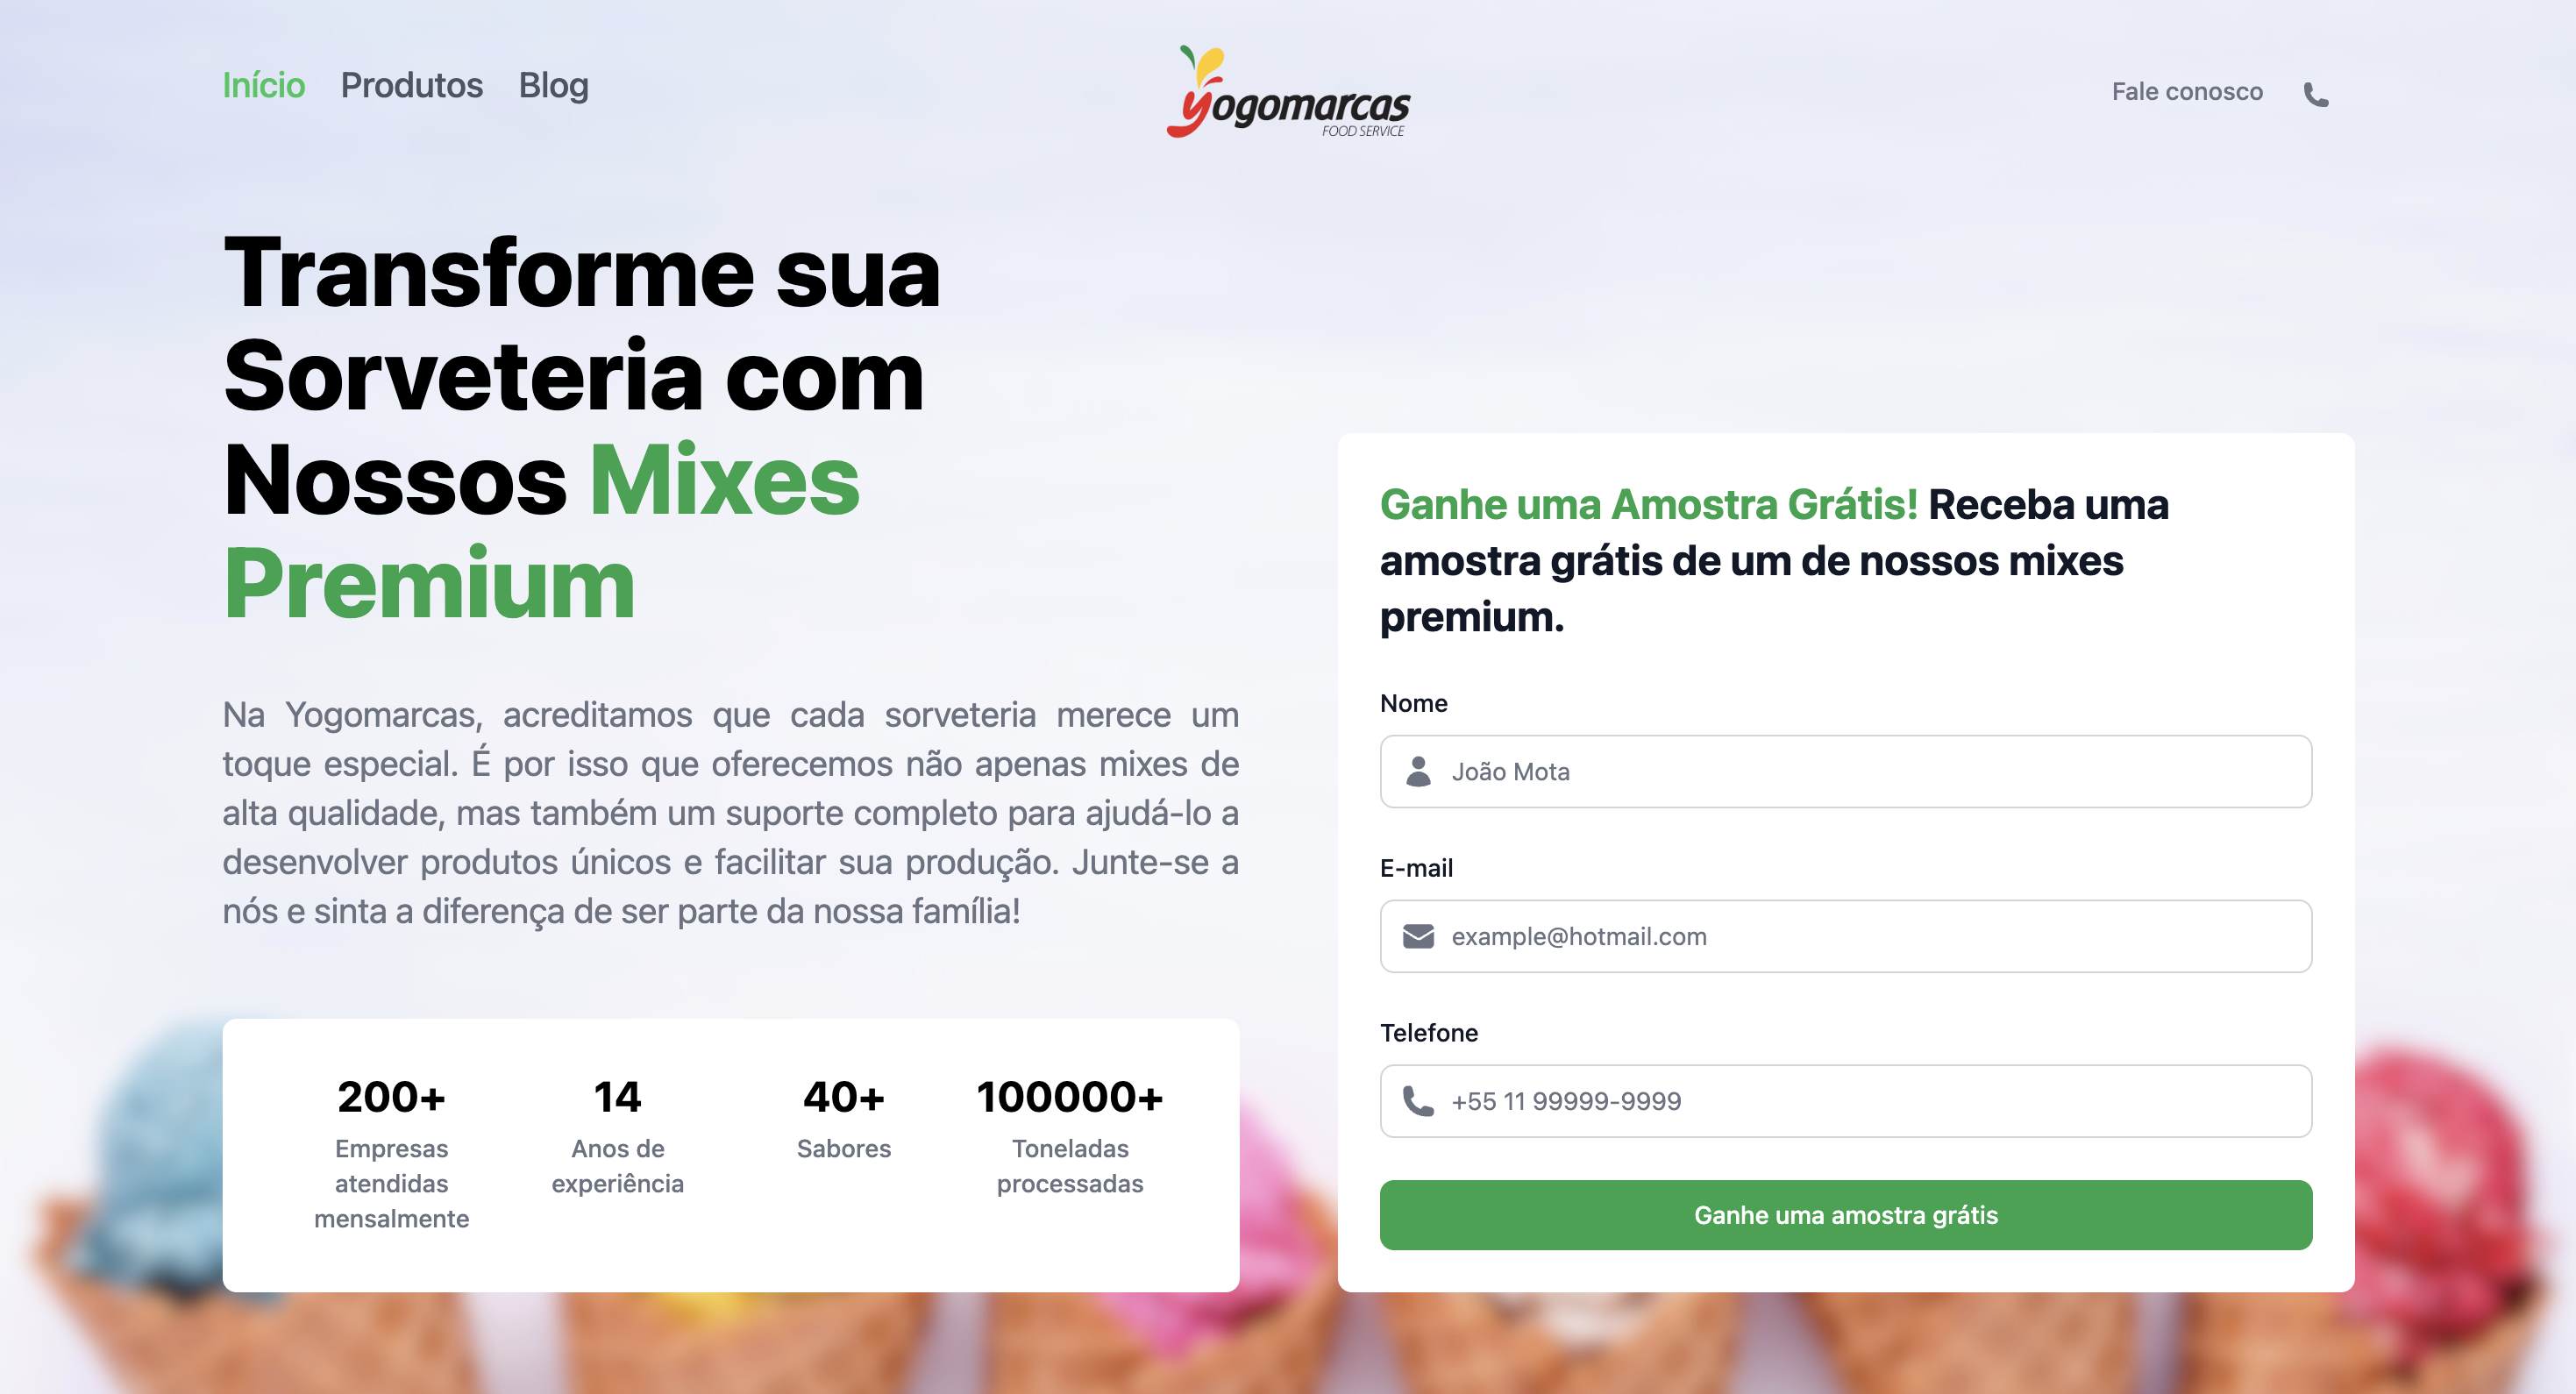 Início Produtos Blog
Yogomarcas
FOOD SERVICE
Fale conosco
Transforme sua
Sorveteria com
Nossos Mixes
Premium
Na Yogomarcas, acreditamos que cada sorveteria merece um
toque especial. É por isso que oferecemos não apenas mixes de
alta qualidade, mas também um suporte completo para ajudá-lo a
desenvolver produtos únicos e facilitar sua produção. Junte-se a
nós e sinta a diferença de ser parte da nossa família!
200+
Empresas
atendidas
mensalmente
14
Anos de
experiência
40+
Sabores
100000+
Toneladas
processadas
Ganhe uma Amostra Grátis! Receba uma
amostra grátis de um de nossos mixes
premium.
Nome
João Mota
E-mail
example@hotmail.com
Telefone
+55 11 99999-9999
Ganhe uma amostra grátis